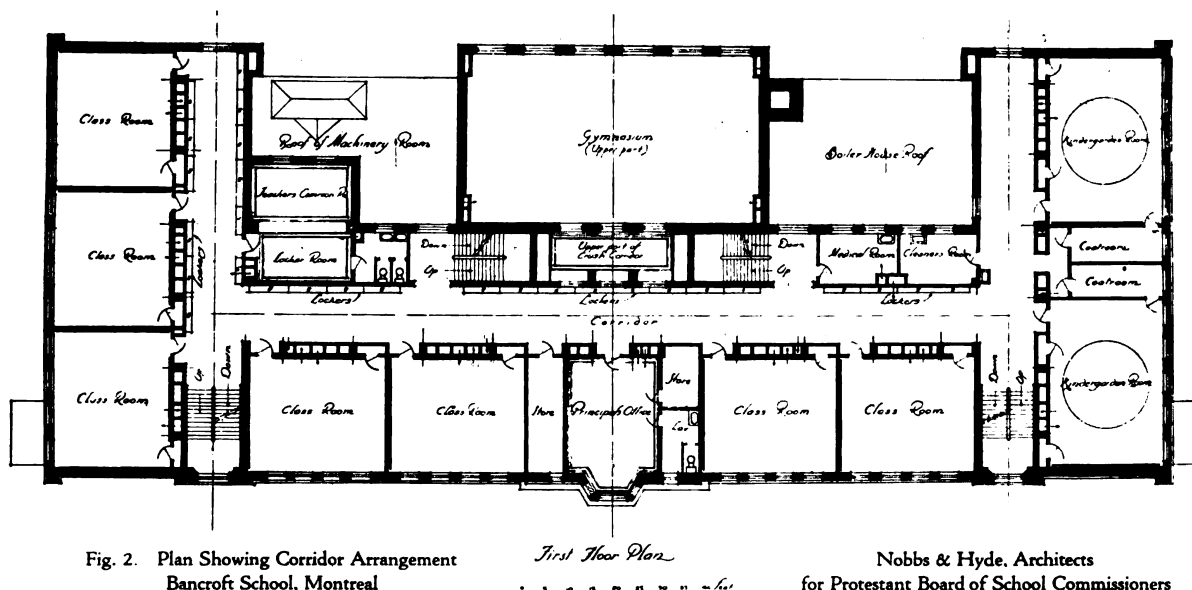 Class Room
Roof of Machinery Room
Gymnasium
(Upper part)
Boiler House Roof
Kindergarden Room
Teachers Common Rm
Class Room
Lockers
Locker Room
Down
Up
Upper part of
Crush Corridor
Down
Up
Medical Room
Cleaners Room
Coatroom
Coatroom
Lockers
Lockers
Lockers
Corridor
Up
Down
Class Room
Class Room
Class Room
Store
Principal's Office
Store
Lav
Class Room
Class Room
Down
Up
Kindergarden Room
Fig. 2. Plan Showing Corridor Arrangement
Bancroft School, Montreal
First Floor Plan
Nobbs & Hyde, Architects
for Protestant Board of School Commissioners